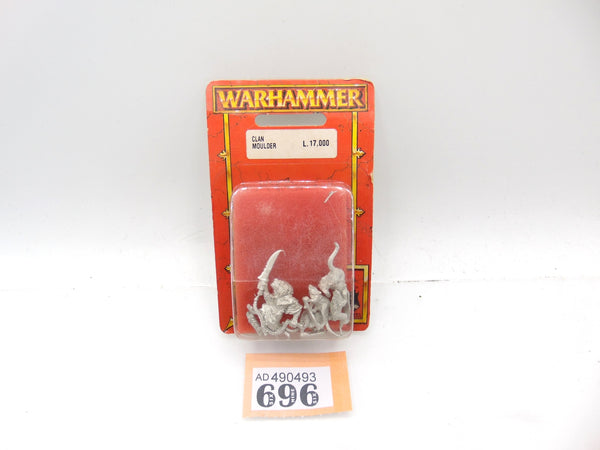 WARHAMMER
CLAN
MOULDER L.17.000
AD 490493
696